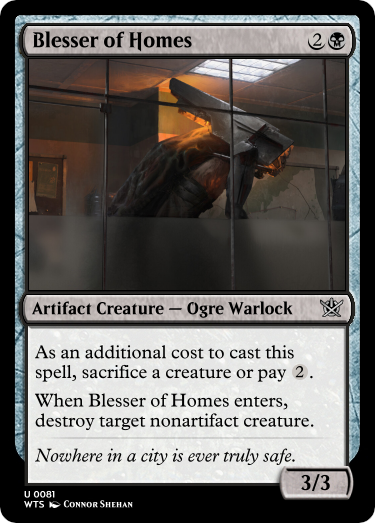 Blesser of Homes 2
Artifact Creature — Ogre Warlock
As an additional cost to cast this
spell, sacrifice a creature or pay 2.
When Blesser of Homes enters,
destroy target nonartifact creature.
Nowhere in a city is ever truly safe.
3/3
U 0081
WTS Connor Shehan